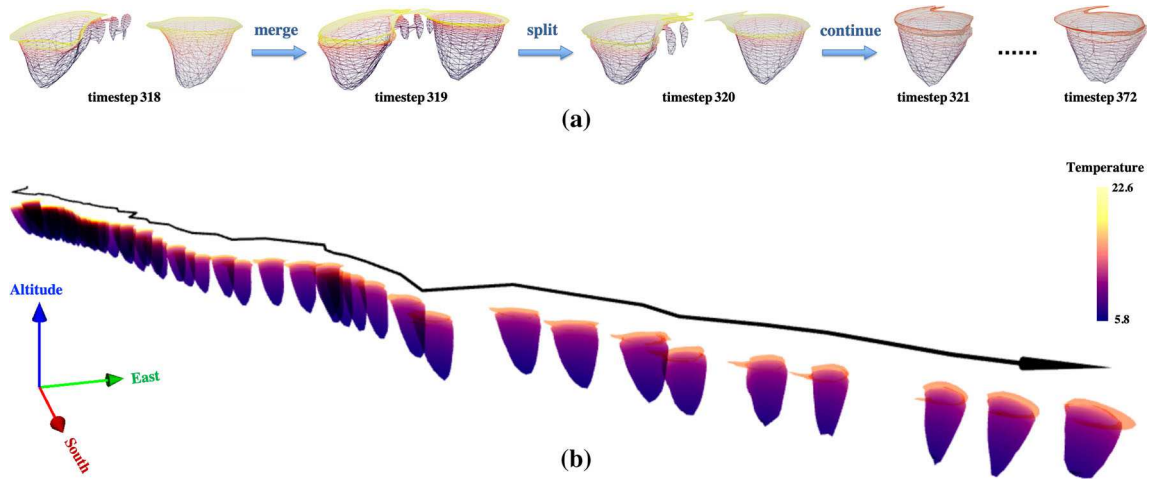 merge
split
continue
timestep 318
timestep 319
timestep 320
timestep 321
......
timestep 372
(a)
Temperature
22.6
5.8
Altitude
East
South
(b)